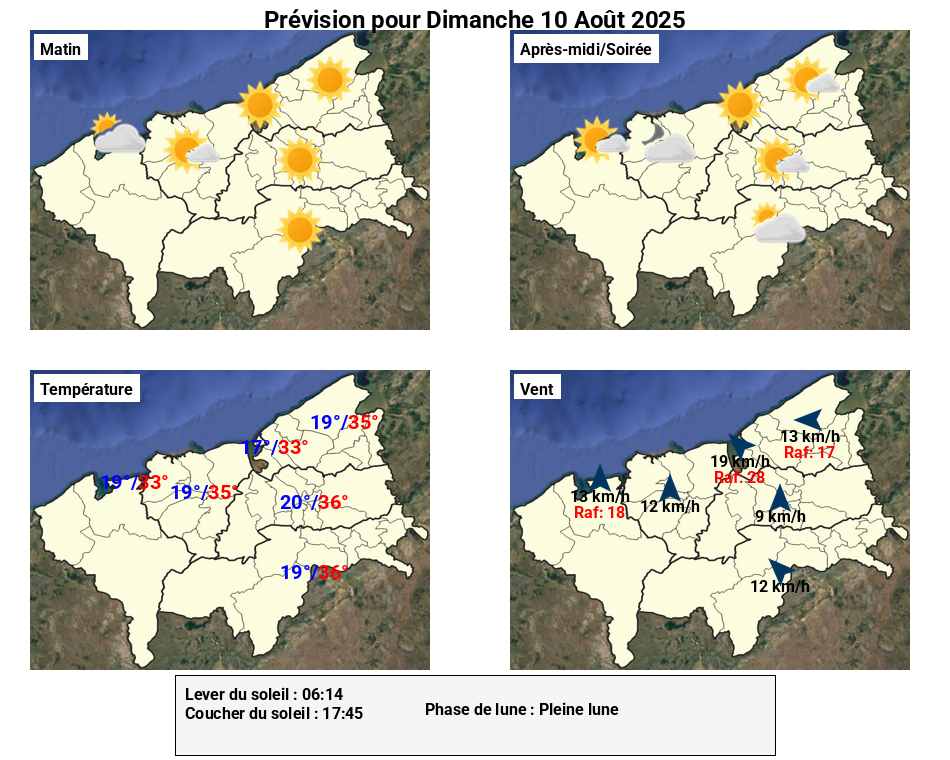 Prévision pour Dimanche 10 Août 2025
Matin
Après-midi/Soirée
Température
19°/35°
17°/33°
19°/33°
19°/35°
20°/36°
19°/36°
Vent
13 km/h
Raf: 17
19 km/h
Raf: 28
13 km/h
Raf: 18
12 km/h
9 km/h
12 km/h
Lever du soleil : 06:14
Coucher du soleil : 17:45
Phase de lune : Pleine lune